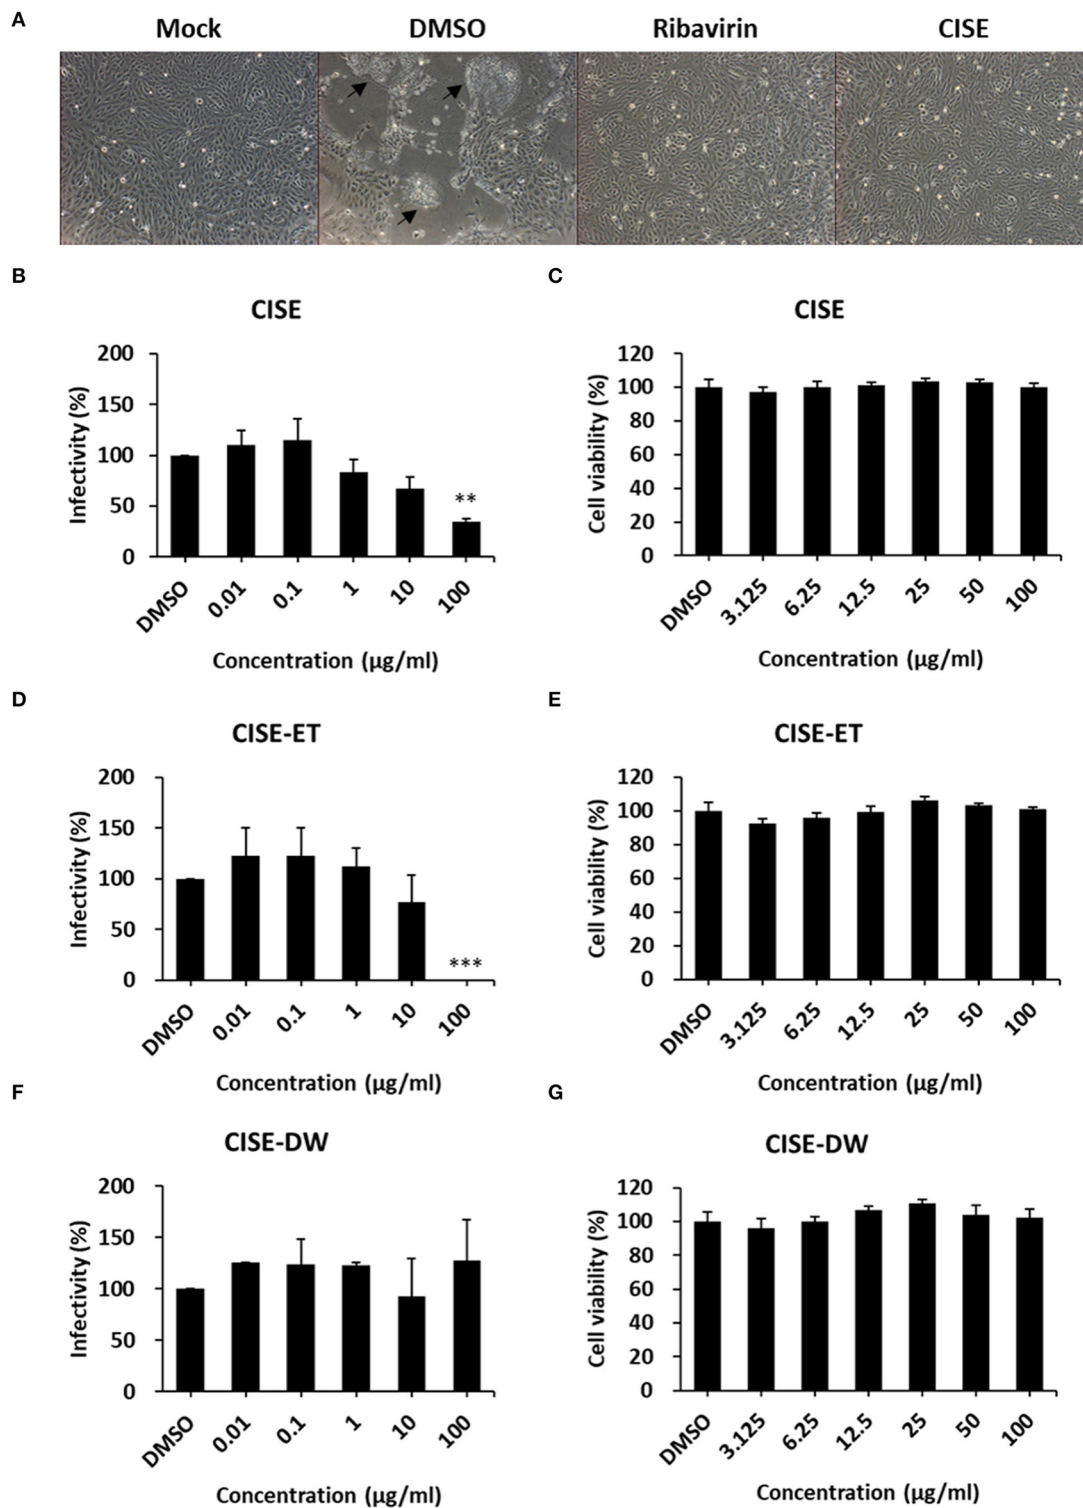 A
Mock DMSO Ribavirin CISE
B
CISE
200
150
100
50
0
Infectivity (%)
**
DMSO 0.01 0.1 1 10 100
Concentration (µg/ml)
C
CISE
120
100
80
60
40
20
0
Cell viability (%)
DMSO 3.125 6.25 12.5 25 50 100
Concentration (µg/ml)
D
CISE-ET
200
150
100
50
0
Infectivity (%)
***
DMSO 0.01 0.1 1 10 100
Concentration (µg/ml)
E
CISE-ET
120
100
80
60
40
20
0
Cell viability (%)
DMSO 3.125 6.25 12.5 25 50 100
Concentration (µg/ml)
F
CISE-DW
200
150
100
50
0
Infectivity (%)
DMSO 0.01 0.1 1 10 100
Concentration (µg/ml)
G
CISE-DW
120
100
80
60
40
20
0
Cell viability (%)
DMSO 3.125 6.25 12.5 25 50 100
Concentration (µg/ml)